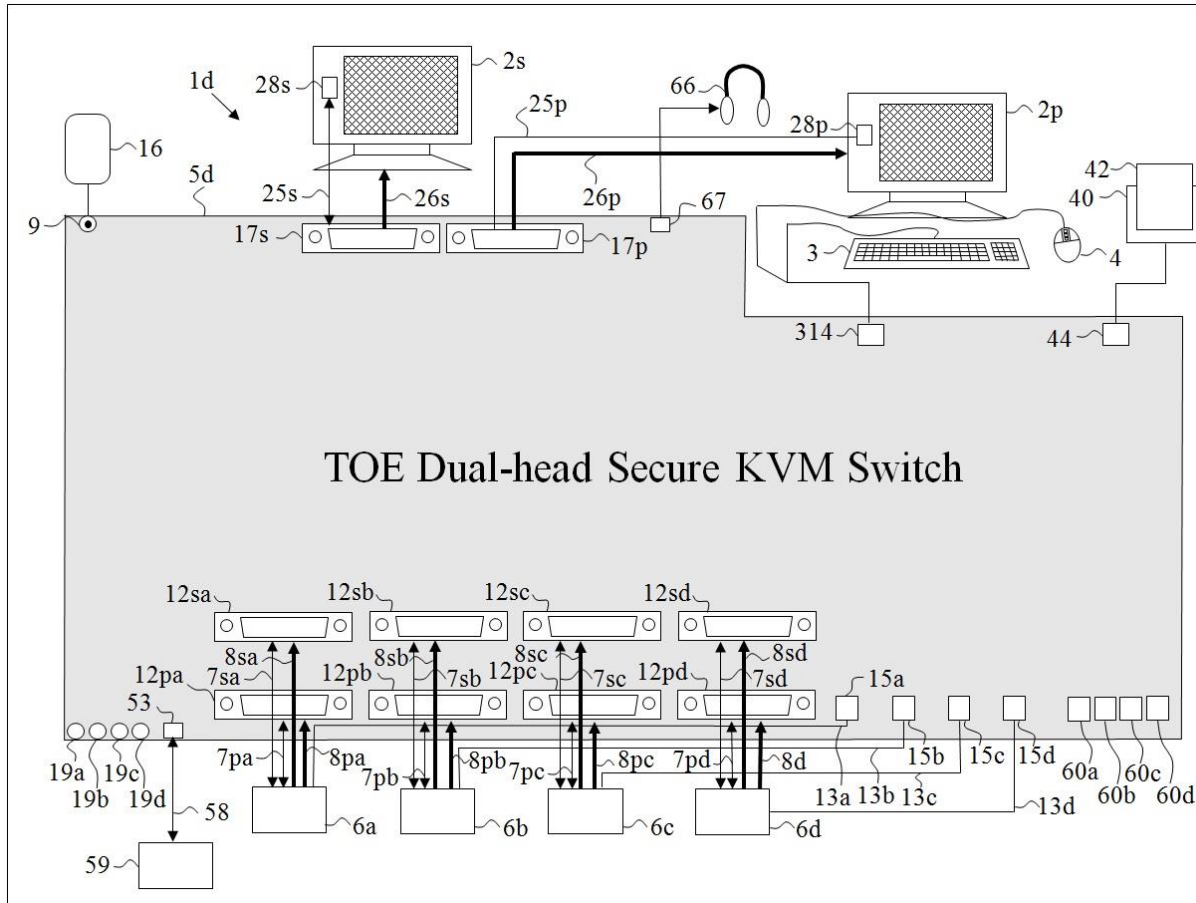 2s
28s
1d
66
25p
28p
2p
16
42
40
5d
25s
26s
26p
67
9
17s
17p
3
4
314
44
TOE Dual-head Secure KVM Switch
12sa
12sb
12sc
12sd
8sa
8sb
8sc
8sd
12pa
7sa
12pb
7sb
12pc
7sc
12pd
7sd
15a
53
19a
19c
7pa
8pa
7pb
8pb
7pc
8pc
7pd
8d
15b
15c
15d
60a
60c
19b
19d
13a
13b
13c
60b
60d
58
6a
6b
6c
6d
13d
59